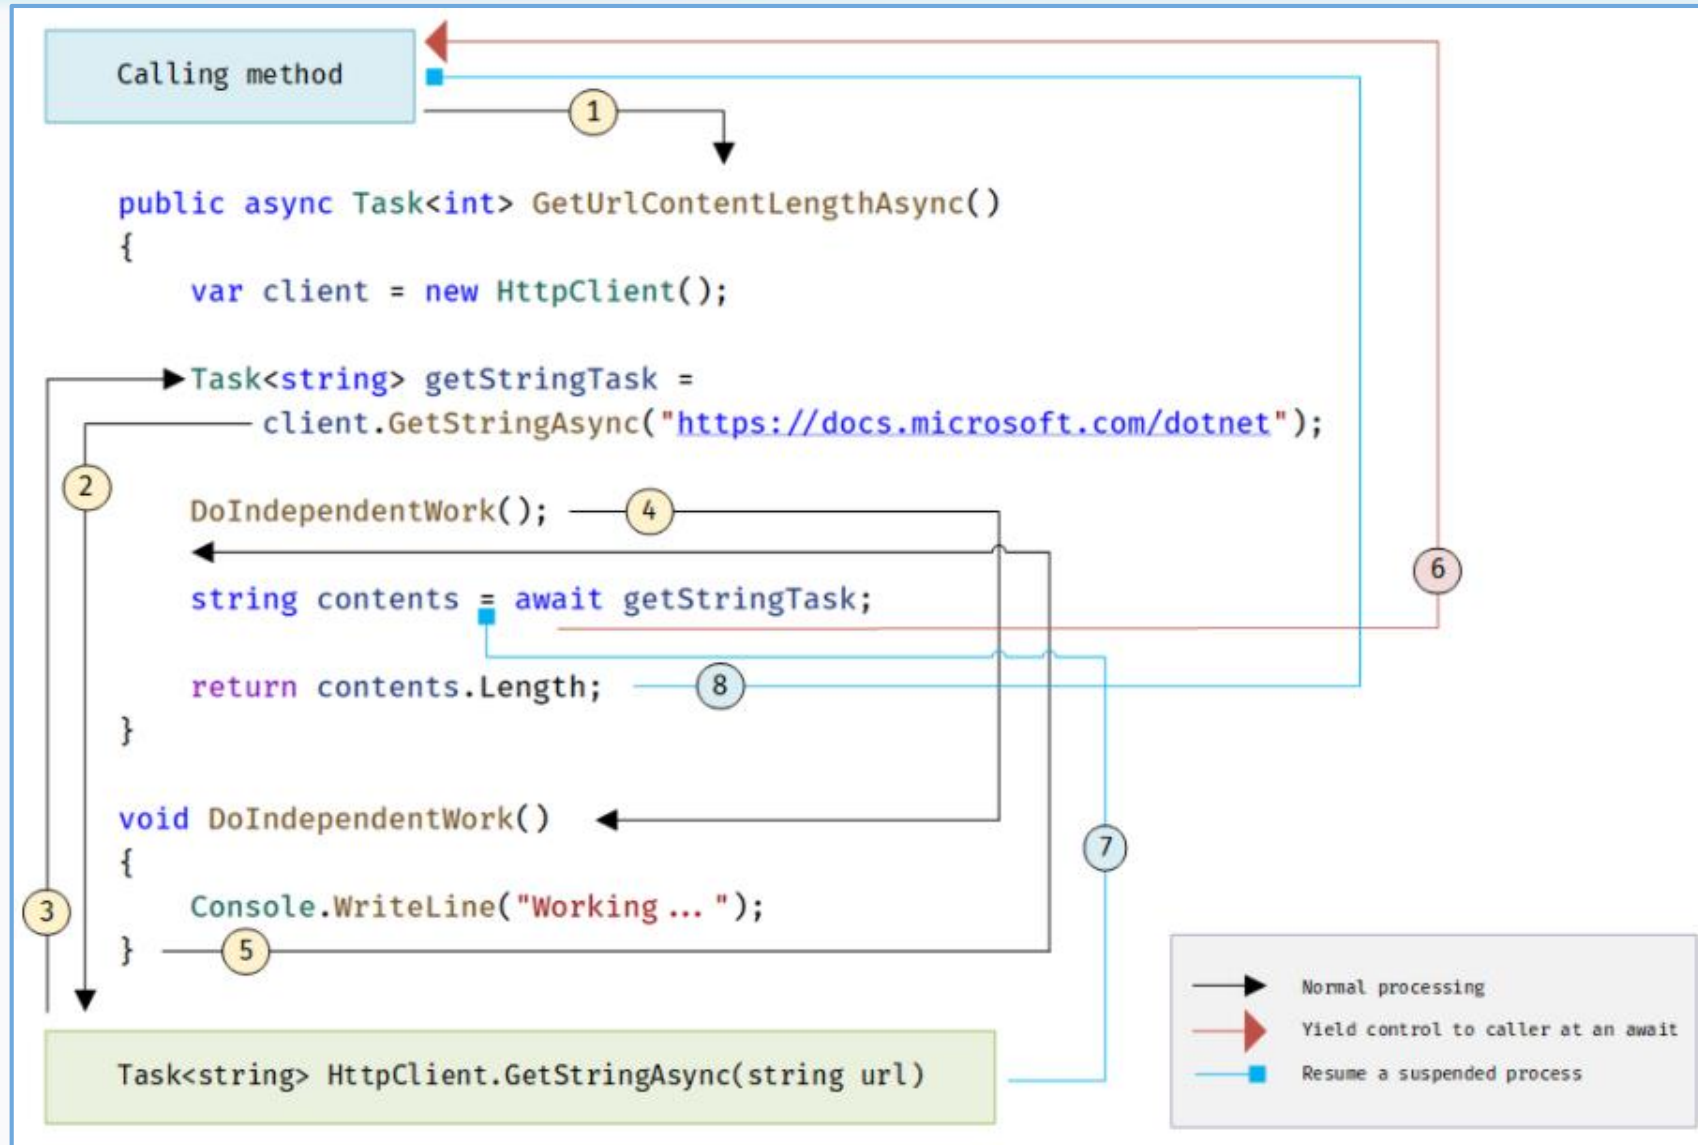 Calling method
1
public async Task<int> GetUrlContentLengthAsync()
{
var client = new HttpClient();
Task<string> getStringTask =
client.GetStringAsync("https://docs.microsoft.com/dotnet");
2
DoIndependentWork();
4
6
string contents = await getStringTask;
return contents.Length;
8
}
void DoIndependentWork()
7
{
Console.WriteLine("Working ... ");
3
}
5
Normal processing
Yield control to caller at an await
Resume a suspended process
Task<string> HttpClient.GetStringAsync(string url)